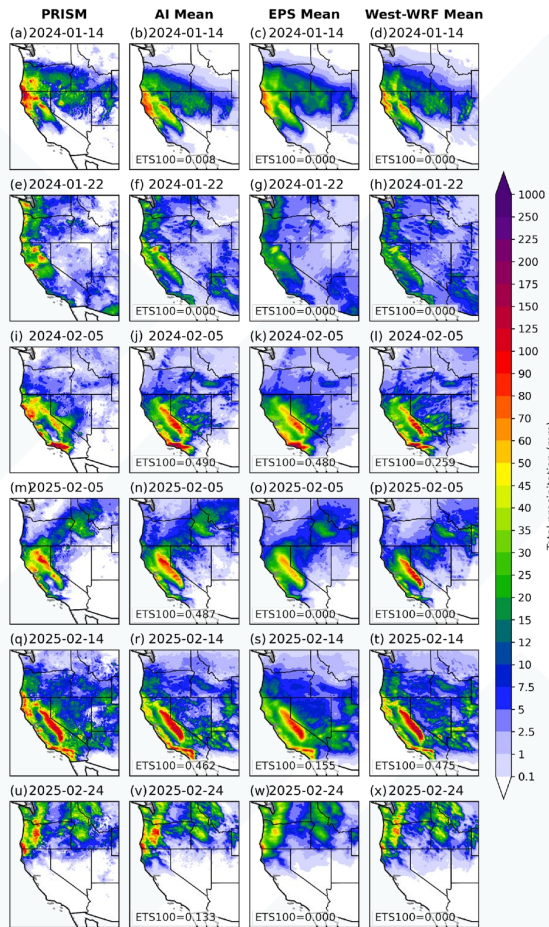 PRISM AI Mean EPS Mean West-WRF Mean
(a) 2024-01-14 (b) 2024-01-14 (c) 2024-01-14 (d) 2024-01-14
ETS100=0.008 ETS100=0.000 ETS100=0.000
(e) 2024-01-22 (f) 2024-01-22 (g) 2024-01-22 (h) 2024-01-22
ETS100=0.000 ETS100=0.000 ETS100=0.000
(i) 2024-02-05 (j) 2024-02-05 (k) 2024-02-05 (l) 2024-02-05
ETS100=0.490 ETS100=0.480 ETS100=0.259
(m)2025-02-05 (n) 2025-02-05 (o) 2025-02-05 (p) 2025-02-05
ETS100=0.487 ETS100=0.000 ETS100=0.000
(q) 2025-02-14 (r) 2025-02-14 (s) 2025-02-14 (t) 2025-02-14
ETS100=0.462 ETS100=0.155 ETS100=0.475
(u) 2025-02-24 (v) 2025-02-24 (w) 2025-02-24 (x) 2025-02-24
ETS100=0.133 ETS100=0.000 ETS100=0.000
1000
250
225
200
175
150
125
100
90
80
70
60
50
45
40
35
30
25
20
15
12
10
7.5
5
2.5
1
0.1